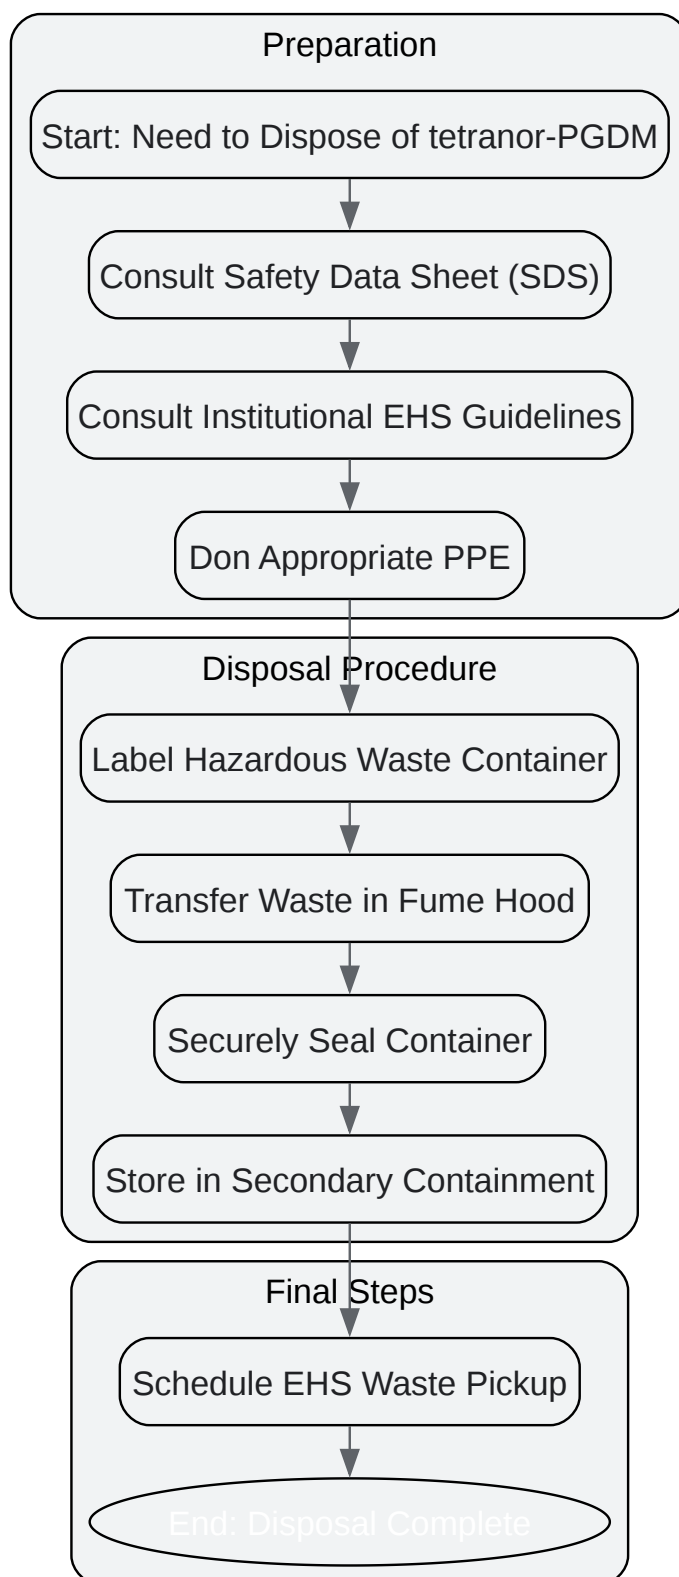 Preparation
Start: Need to Dispose of tetranor-PGDM
Consult Safety Data Sheet (SDS)
Consult Institutional EHS Guidelines
Don Appropriate PPE
Disposal Procedure
Label Hazardous Waste Container
Transfer Waste in Fume Hood
Securely Seal Container
Store in Secondary Containment
Final Steps
Schedule EHS Waste Pickup
End: Disposal Complete